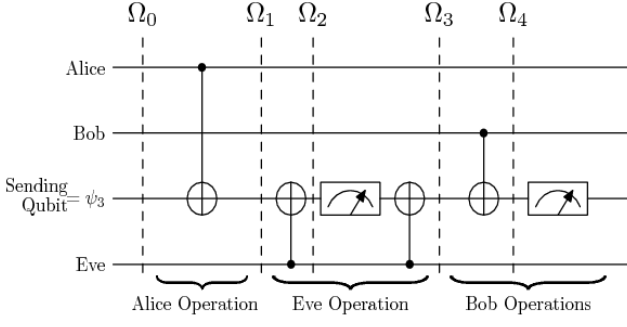 Ω₀ Ω₁ Ω₂ Ω₃ Ω₄
Alice
Bob
Sending
Qubit = ψ₃
Eve
Alice Operation Eve Operation Bob Operations